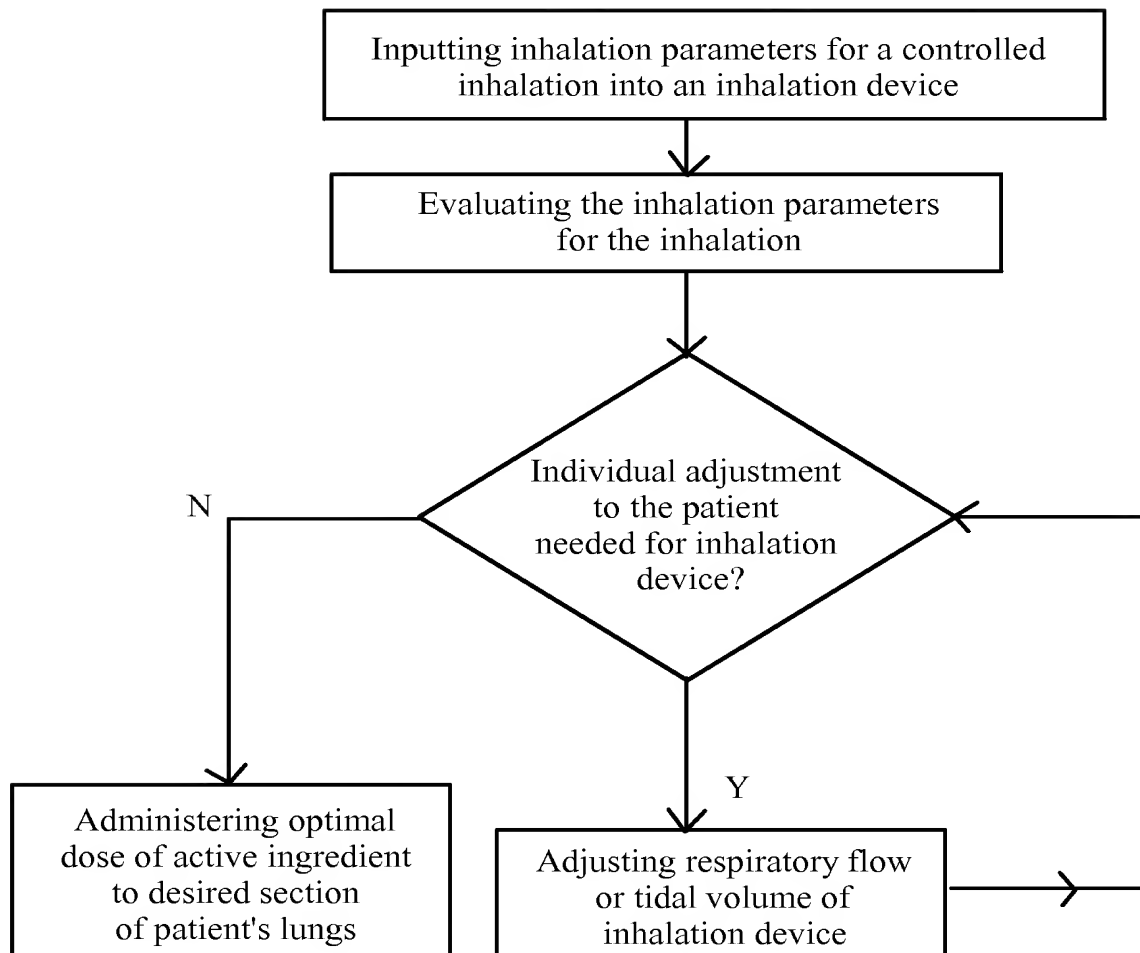 Inputting inhalation parameters for a controlled
inhalation into an inhalation device
Evaluating the inhalation parameters
for the inhalation
Individual adjustment
to the patient
needed for inhalation
device?
N
Y
Administering optimal
dose of active ingredient
to desired section
of patient's lungs
Adjusting respiratory flow
or tidal volume of
inhalation device